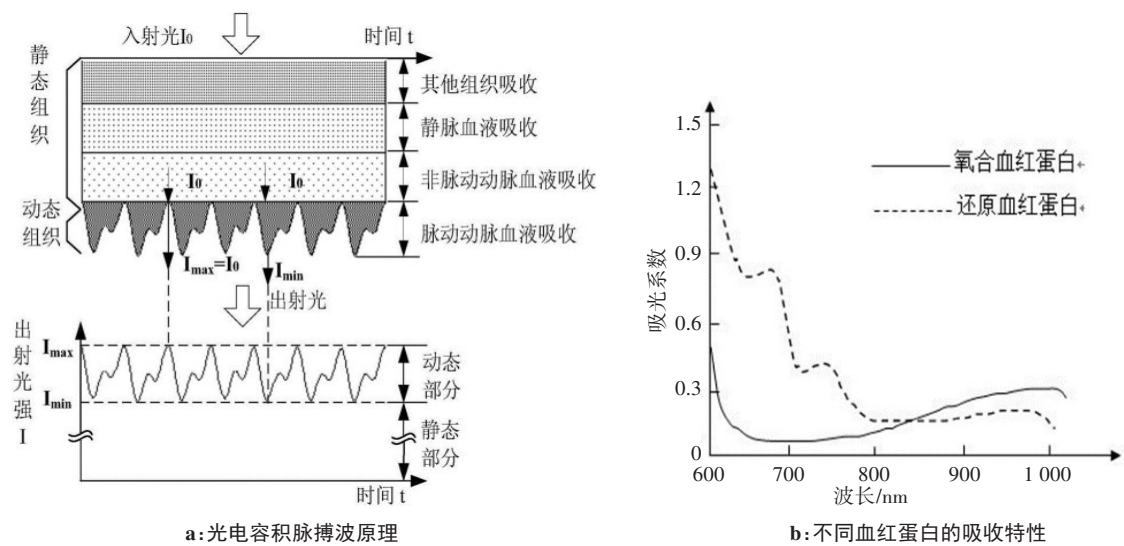 入射光I₀
时间 t
静态组织
其他组织吸收
静脉血液吸收
非脉动动脉血液吸收
I₀
I₀
动态
组织
脉动动脉血液吸收
Imax=I₀
Imin
出射光
出射光强 I
Imax
Imin
动态
部分
静态
部分
时间 t
a:光电容积脉搏波原理
1.5
1.2
0.9
0.6
0.3
0
吸光系数
氧合血红蛋白
还原血红蛋白
600
700
800
900
1 000
波长/nm
b:不同血红蛋白的吸收特性